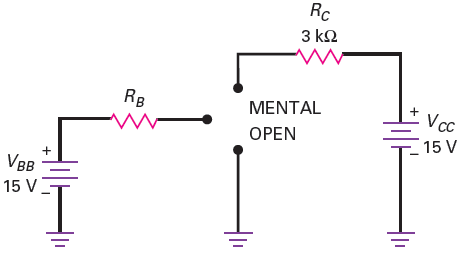 R_C
3 kΩ
R_B
MENTAL
OPEN
+
V_CC
15 V
−
+
V_BB
15 V
−